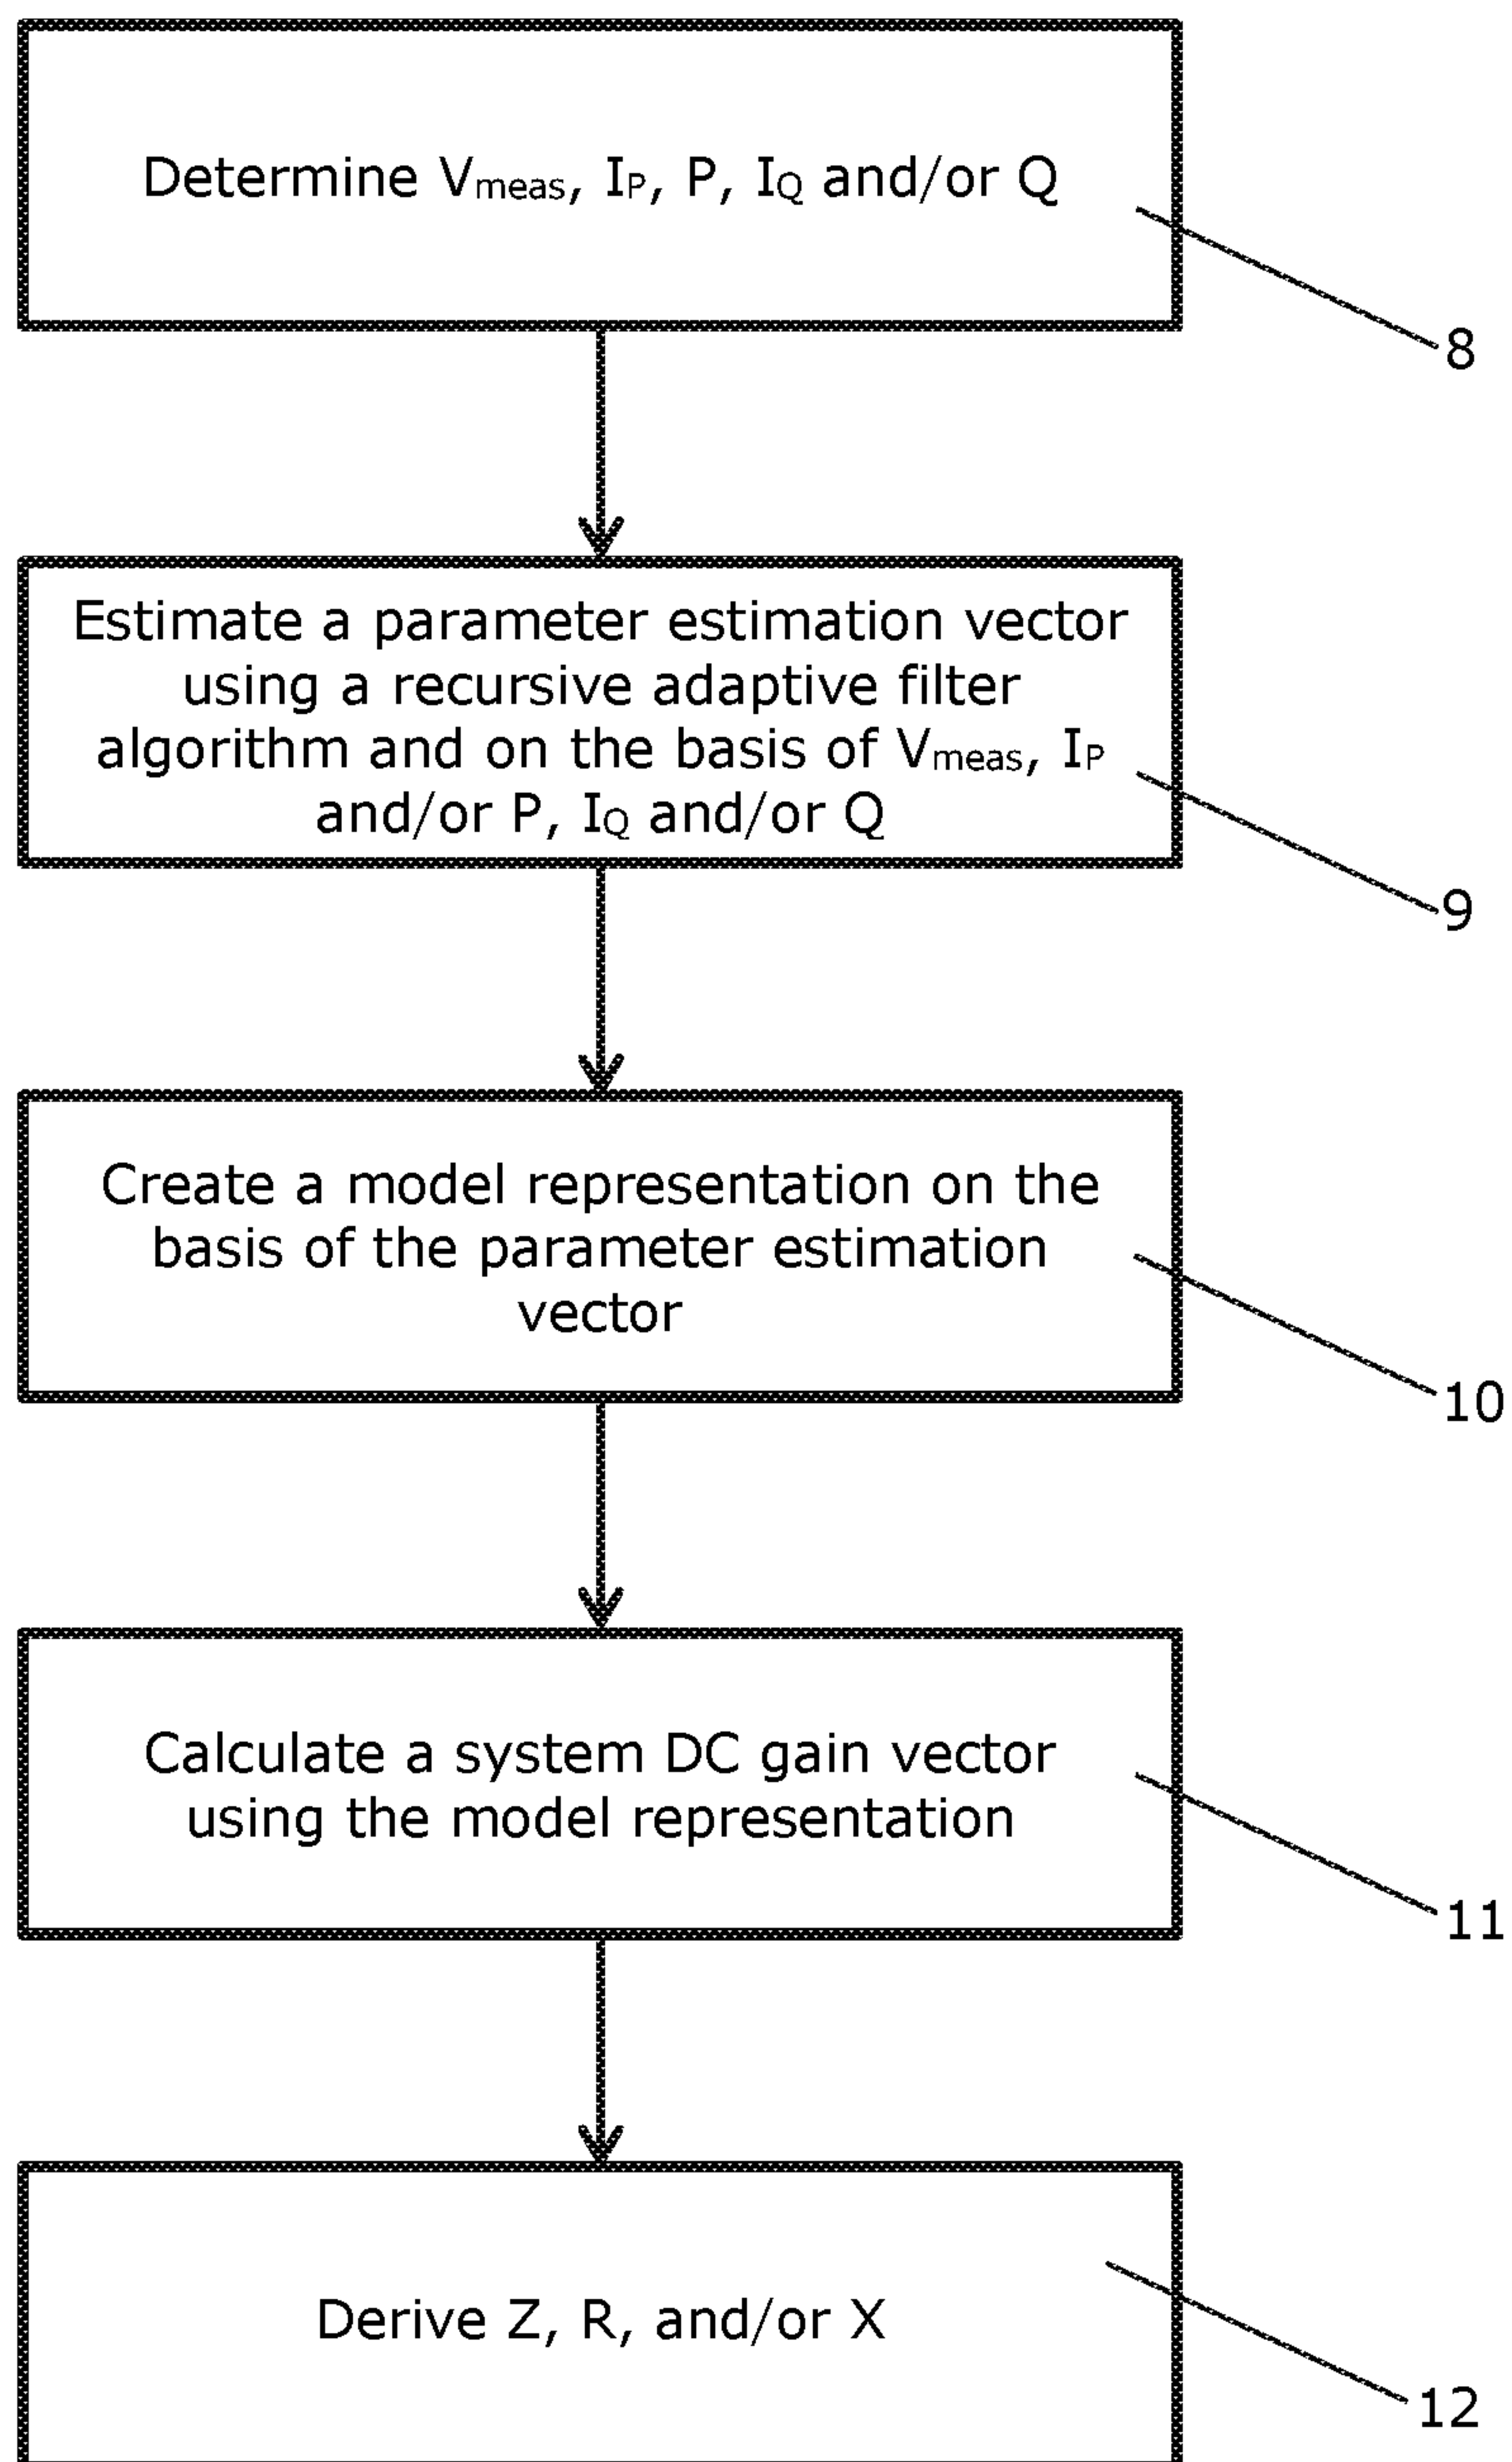 Determine Vmeas, IP, P, IQ and/or Q
8
Estimate a parameter estimation vector
using a recursive adaptive filter
algorithm and on the basis of Vmeas, IP
and/or P, IQ and/or Q
9
Create a model representation on the
basis of the parameter estimation
vector
10
Calculate a system DC gain vector
using the model representation
11
Derive Z, R, and/or X
12